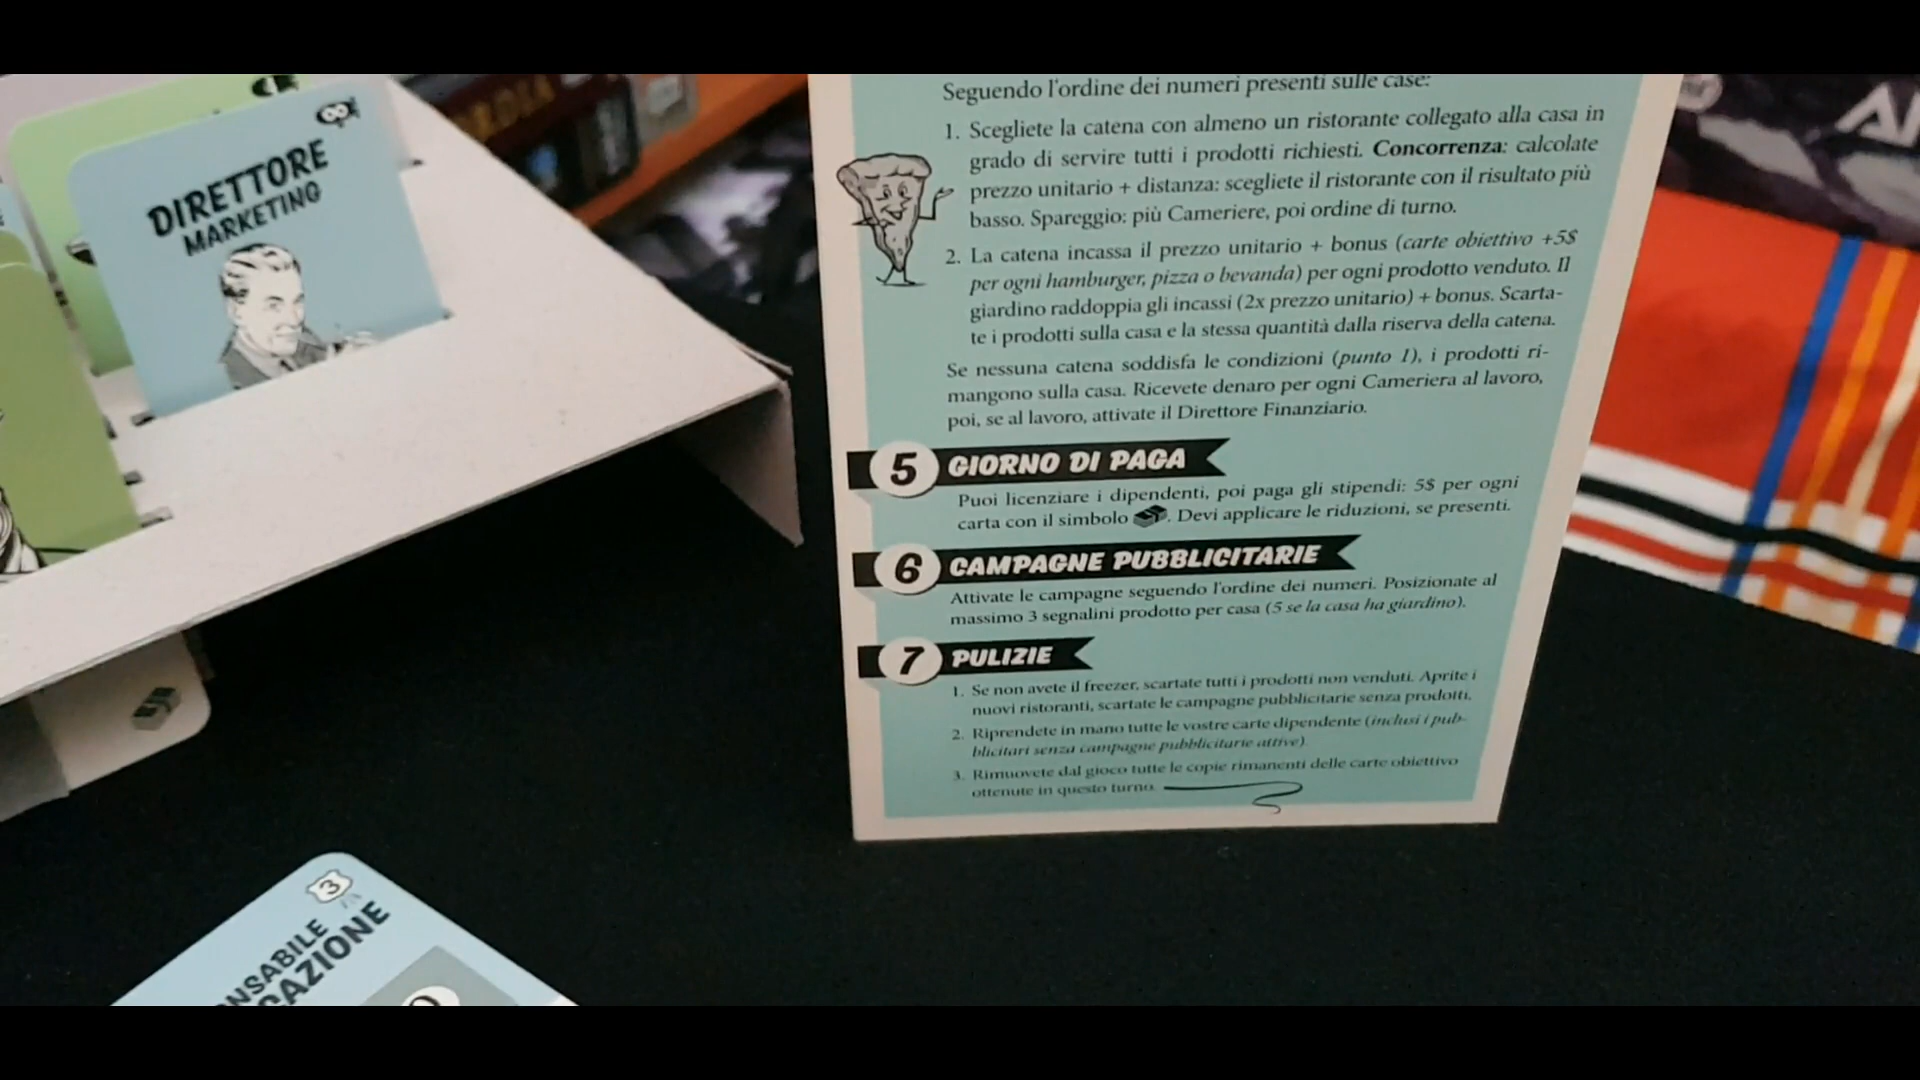 DIRETTORE
MARKETING
Seguendo l'ordine dei numeri presenti sulle case:
1. Scegliete la catena con almeno un ristorante collegato alla casa in
grado di servire tutti i prodotti richiesti. Concorrenza: calcolate
prezzo unitario + distanza: scegliete il ristorante con il risultato più
basso. Spareggio: più Cameriere, poi ordine di turno.
2. La catena incassa il prezzo unitario + bonus (carte obiettivo +5$
per ogni hamburger, pizza o bevanda) per ogni prodotto venduto. Il
giardino raddoppia gli incassi (2x prezzo unitario) + bonus. Scarta-
te i prodotti sulla casa e la stessa quantità dalla riserva della catena.
Se nessuna catena soddisfa le condizioni (punto 1), i prodotti ri-
mangono sulla casa. Ricevete denaro per ogni Cameriera al lavoro,
poi, se al lavoro, attivate il Direttore Finanziario.
5 GIORNO DI PAGA
Puoi licenziare i dipendenti, poi paga gli stipendi: 5$ per ogni
carta con il simbolo . Devi applicare le riduzioni, se presenti.
6 CAMPAGNE PUBBLICITARIE
Attivate le campagne seguendo l'ordine dei numeri. Posizionate al
massimo 3 segnalini prodotto per casa (5 se la casa ha giardino).
7 PULIZIE
1. Se non avete il freezer, scartate tutti i prodotti non venduti. Aprite i
nuovi ristoranti, scartate le campagne pubblicitarie senza prodotti.
2. Riprendete in mano tutte le vostre carte dipendente (inclusi i pub-
blicitari senza campagne pubblicitarie attive).
3. Rimuovete dal gioco tutte le copie rimanenti delle carte obiettivo
ottenute in questo turno.
3
NSABILE
CAZIONE